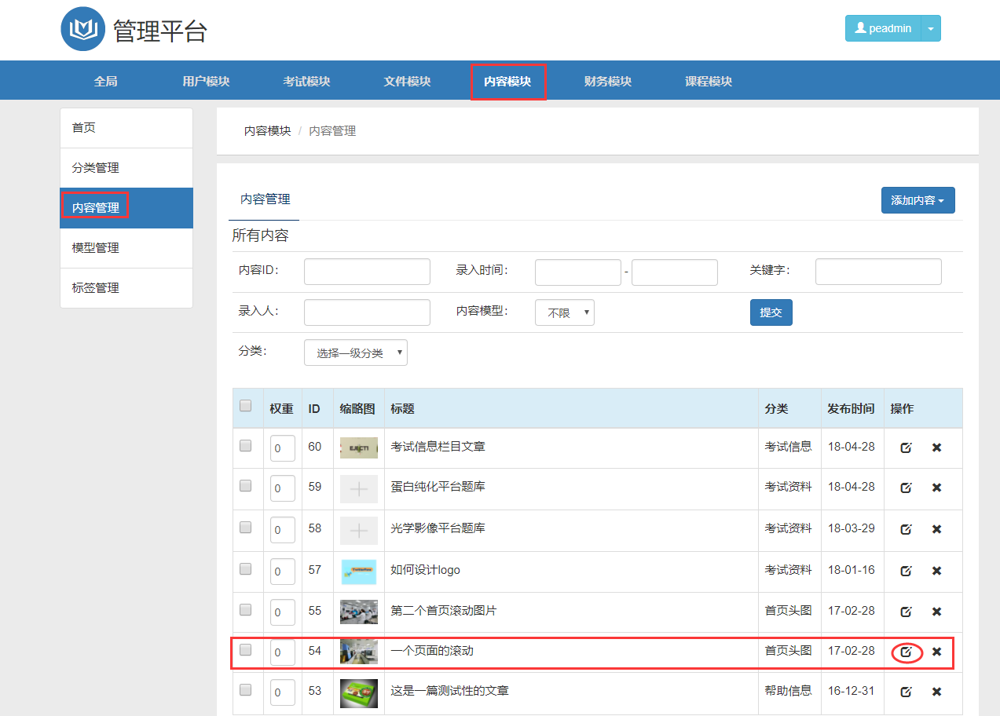 管理平台
peadmin
全局 用户模块 考试模块 文件模块 内容模块 财务模块 课程模块
首页
分类管理
内容管理
模型管理
标签管理
内容模块 / 内容管理
内容管理
添加内容
所有内容
内容ID： 录入时间： - 关键字：
录入人： 内容模型： 不限 提交
分类： 选择一级分类
权重 ID 缩略图 标题 分类 发布时间 操作
0 60 考试信息栏目文章 考试信息 18-04-28
0 59 蛋白纯化平台题库 考试资料 18-04-28
0 58 光学影像平台题库 考试资料 18-03-29
0 57 如何设计logo 考试资料 18-01-16
0 55 第二个首页滚动图片 首页头图 17-02-28
0 54 一个页面的滚动 首页头图 17-02-28
0 53 这是一篇测试性的文章 帮助信息 16-12-31